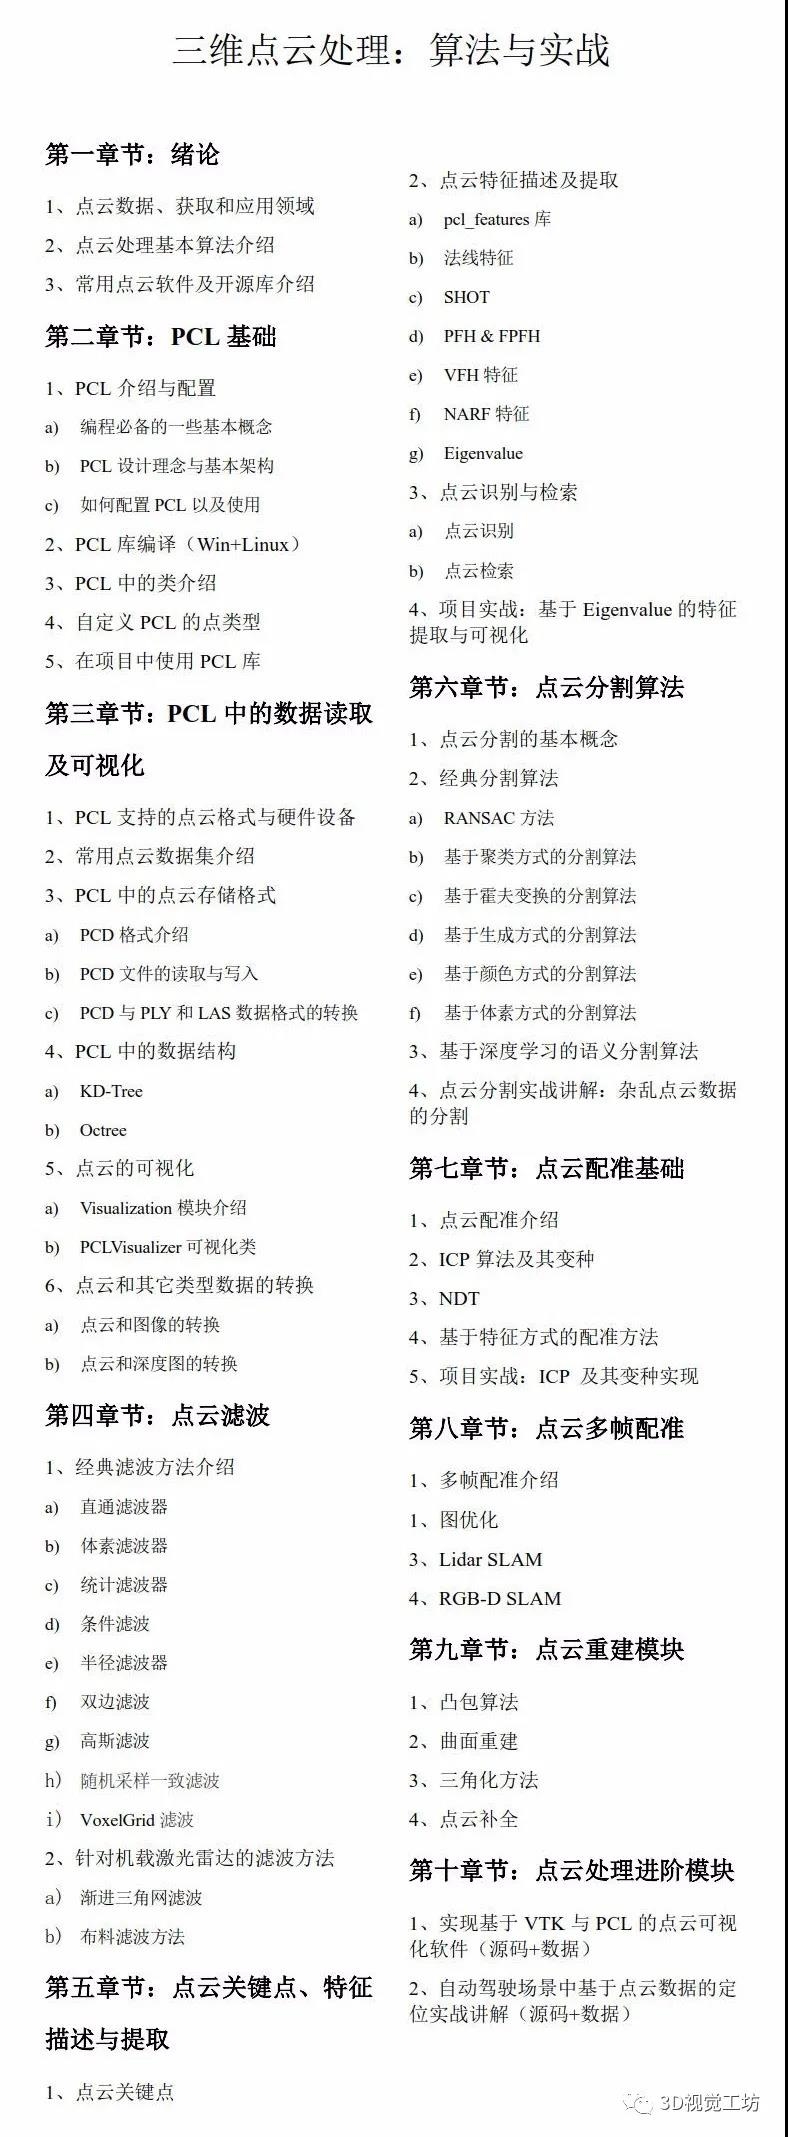 三维点云处理：算法与实战
第一章节：绪论
1、点云数据、获取和应用领域
2、点云处理基本算法介绍
3、常用点云软件及开源库介绍
第二章节：PCL 基础
1、PCL 介绍与配置
a) 编程必备的一些基本概念
b) PCL 设计理念与基本架构
c) 如何配置 PCL 以及使用
2、PCL 库编译（Win+Linux）
3、PCL 中的类介绍
4、自定义 PCL 的点类型
5、在项目中使用 PCL 库
第三章节：PCL 中的数据读取
及可视化
1、PCL 支持的点云格式与硬件设备
2、常用点云数据集介绍
3、PCL 中的点云存储格式
a) PCD 格式介绍
b) PCD 文件的读取与写入
c) PCD 与 PLY 和 LAS 数据格式的转换
4、PCL 中的数据结构
a) KD-Tree
b) Octree
5、点云的可视化
a) Visualization 模块介绍
b) PCLVisualizer 可视化类
6、点云和其它类型数据的转换
a) 点云和图像的转换
b) 点云和深度图的转换
第四章节：点云滤波
1、经典滤波方法介绍
a) 直通滤波器
b) 体素滤波器
c) 统计滤波器
d) 条件滤波
e) 半径滤波器
f) 双边滤波
g) 高斯滤波
h) 随机采样一致滤波
i) VoxelGrid 滤波
2、针对机载激光雷达的滤波方法
a) 渐进三角网滤波
b) 布料滤波方法
第五章节：点云关键点、特征
描述与提取
1、点云关键点
2、点云特征描述及提取
a) pcl_features 库
b) 法线特征
c) SHOT
d) PFH & FPFH
e) VFH 特征
f) NARF 特征
g) Eigenvalue
3、点云识别与检索
a) 点云识别
b) 点云检索
4、项目实战：基于 Eigenvalue 的特征
提取与可视化
第六章节：点云分割算法
1、点云分割的基本概念
2、经典分割算法
a) RANSAC 方法
b) 基于聚类方式的分割算法
c) 基于霍夫变换的分割算法
d) 基于生成方式的分割算法
e) 基于颜色方式的分割算法
f) 基于体素方式的分割算法
3、基于深度学习的语义分割算法
4、点云分割实战讲解：杂乱点云数据
的分割
第七章节：点云配准基础
1、点云配准介绍
2、ICP 算法及其变种
3、NDT
4、基于特征方式的配准方法
5、项目实战：ICP 及其变种实现
第八章节：点云多帧配准
1、多帧配准介绍
1、图优化
3、Lidar SLAM
4、RGB-D SLAM
第九章节：点云重建模块
1、凸包算法
2、曲面重建
3、三角化方法
4、点云补全
第十章节：点云处理进阶模块
1、实现基于 VTK 与 PCL 的点云可视
化软件（源码+数据）
2、自动驾驶场景中基于点云数据的定
位实战讲解（源码+数据）
3D视觉工坊